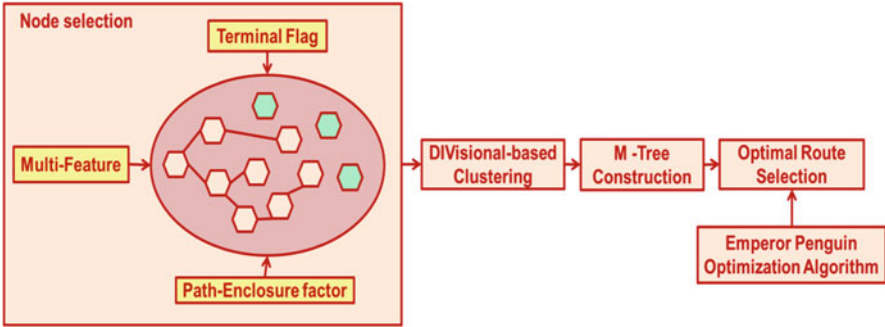 Node selection
Terminal Flag
Multi-Feature
Path-Enclosure factor
DIVisional-based
Clustering
M -Tree
Construction
Optimal Route
Selection
Emperor Penguin
Optimization Algorithm